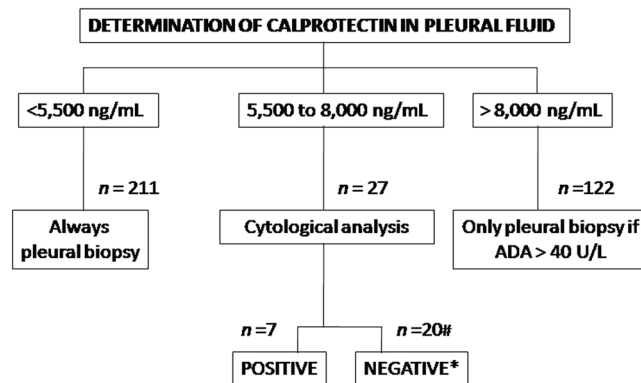 DETERMINATION OF CALPROTECTIN IN PLEURAL FLUID
<5,500 ng/mL
5,500 to 8,000 ng/mL
> 8,000 ng/mL
n = 211
n = 27
n =122
Always
pleural biopsy
Cytological analysis
Only pleural biopsy if
ADA > 40 U/L
n =7
n =20#
POSITIVE
NEGATIVE*